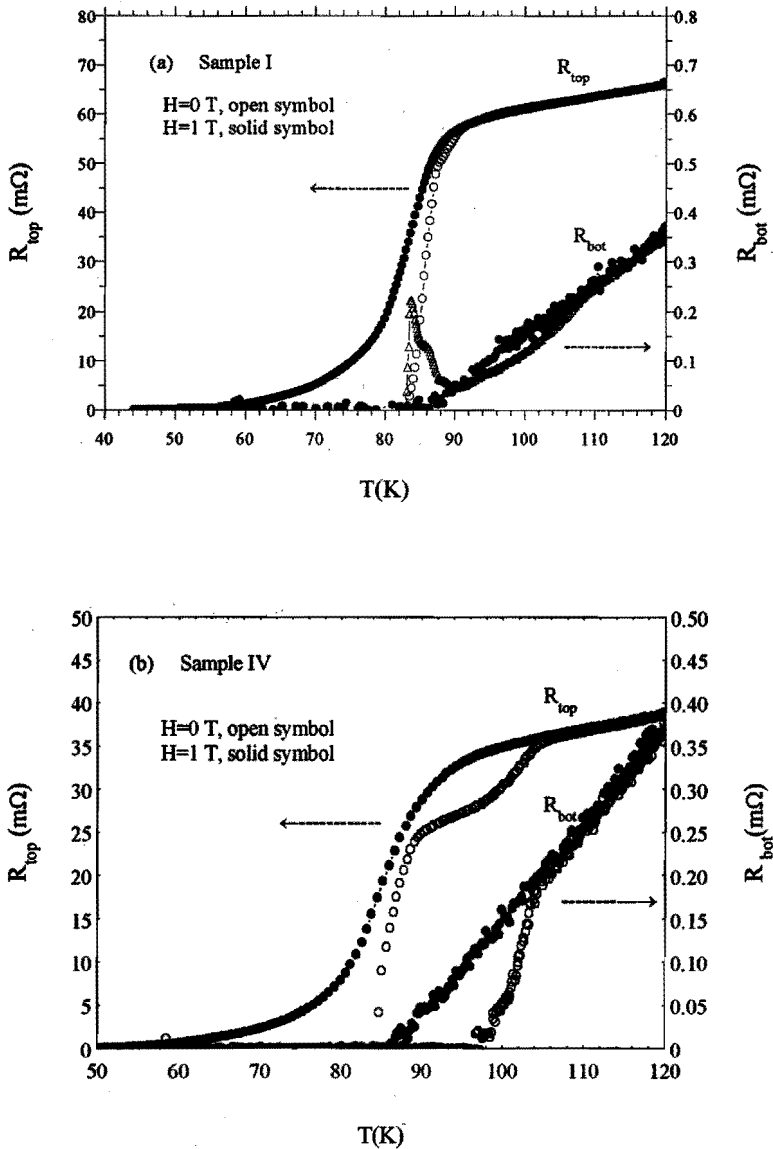 80
70
60
50
40
30
20
10
0
R_top (mΩ)
0.8
0.7
0.6
0.5
0.4
0.3
0.2
0.1
0
R_bot (mΩ)
(a) Sample I
R_top
H=0 T, open symbol
H=1 T, solid symbol
R_bot
40 50 60 70 80 90 100 110 120
T(K)
50
45
40
35
30
25
20
15
10
5
0
R_top (mΩ)
0.50
0.45
0.40
0.35
0.30
0.25
0.20
0.15
0.10
0.05
0
R_bot (mΩ)
(b) Sample IV
R_top
H=0 T, open symbol
H=1 T, solid symbol
R_bot
50 60 70 80 90 100 110 120
T(K)